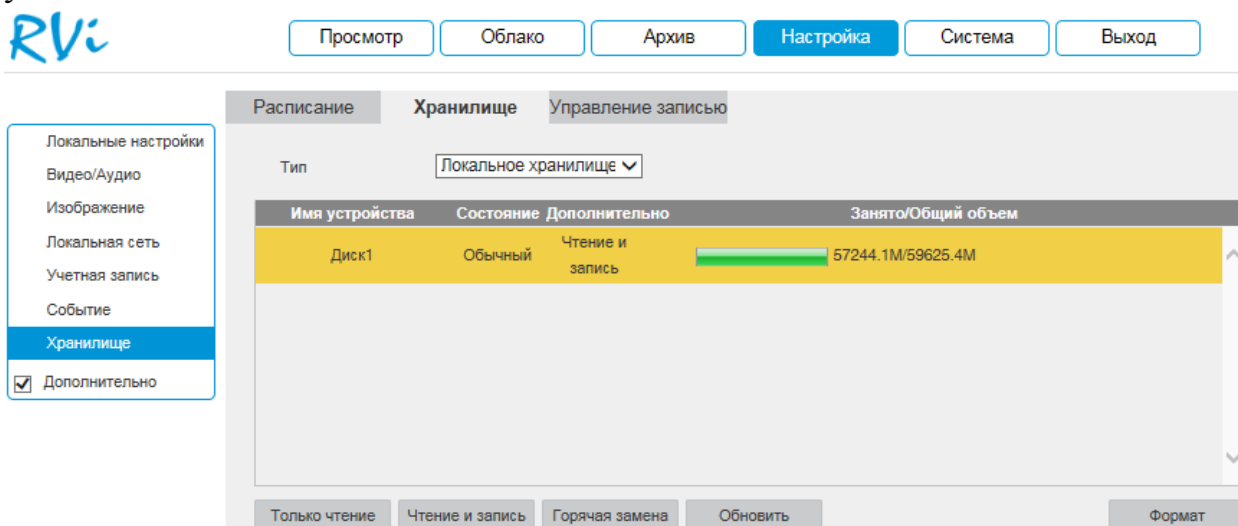 RVi
Просмотр Облако Архив Настройка Система Выход
Расписание Хранилище Управление записью
Локальные настройки
Видео/Аудио
Изображение
Локальная сеть
Учетная запись
Событие
Хранилище
Дополнительно
Тип Локальное хранилище
Имя устройства Состояние Дополнительно Занято/Общий объем
Диск1 Обычный Чтение и запись 57244.1M/59625.4M
Только чтение Чтение и запись Горячая замена Обновить Формат